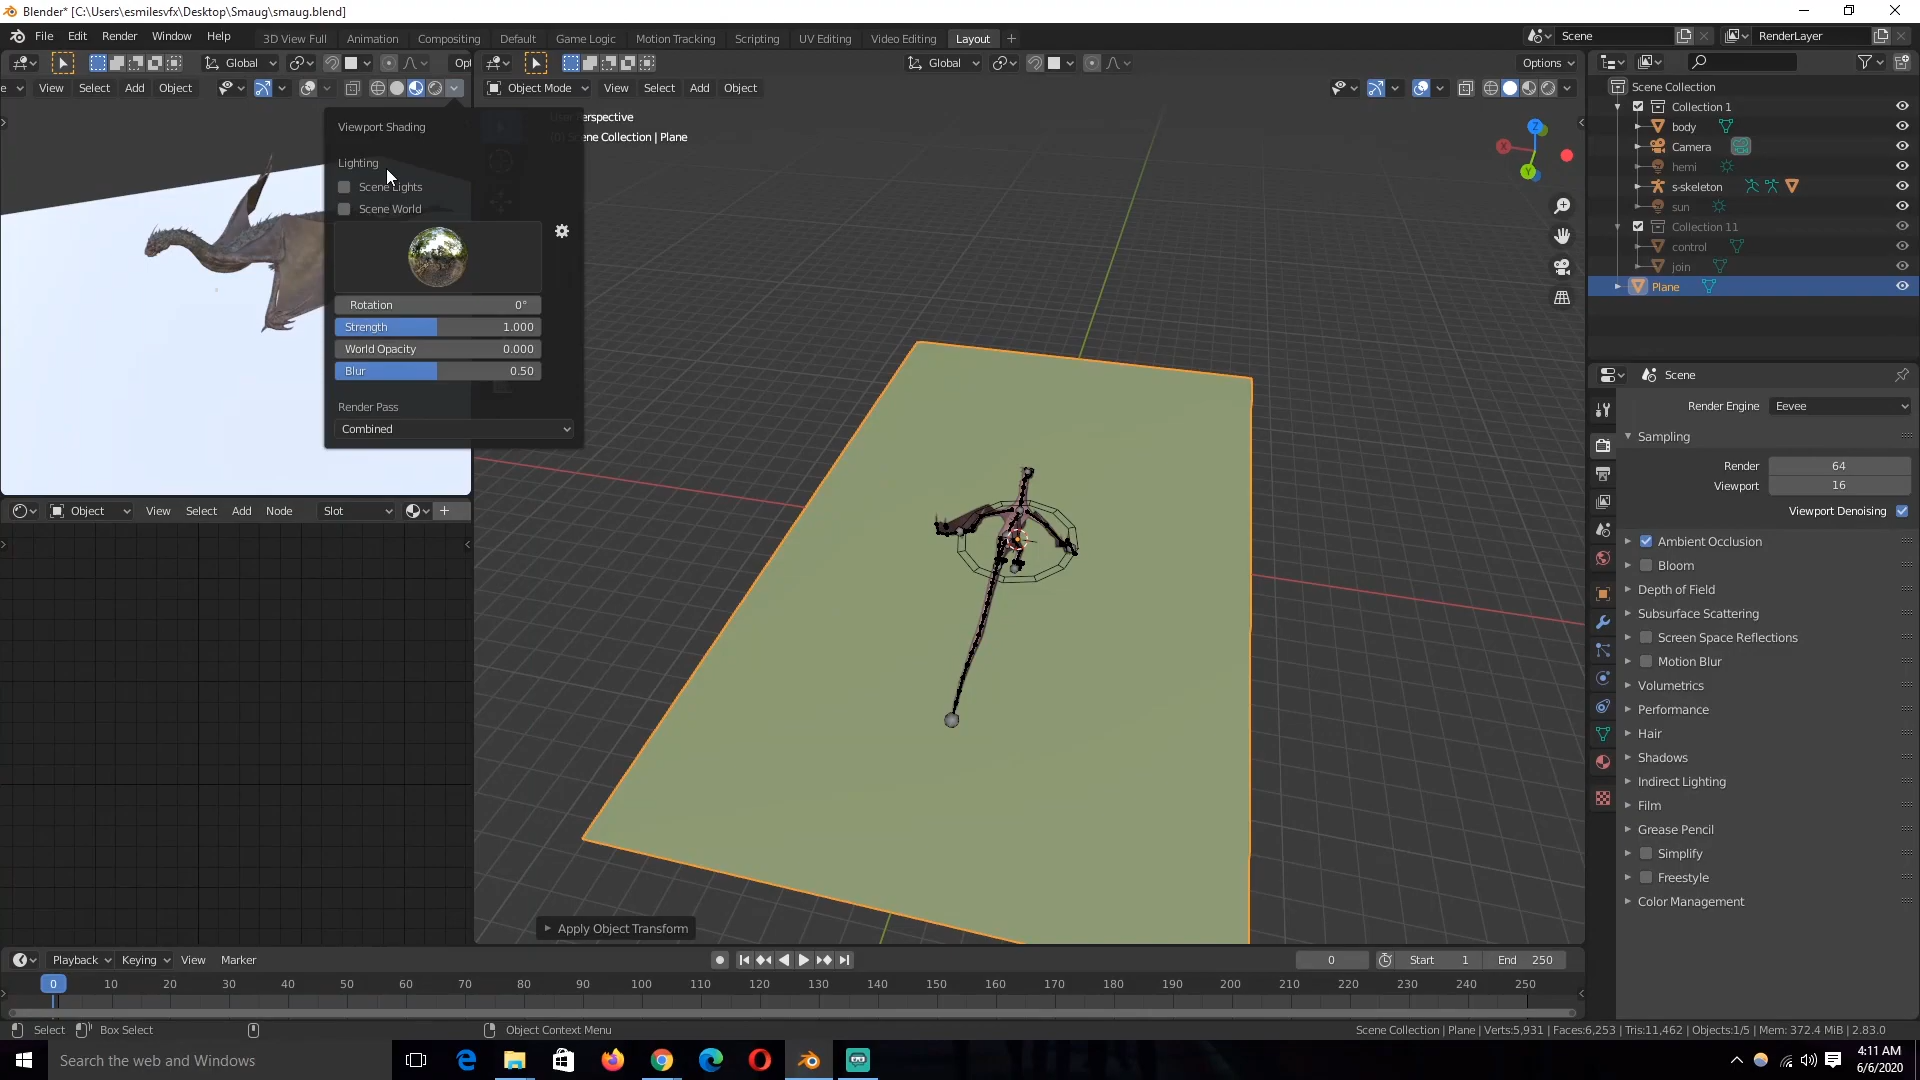 Blender* [C:\Users\esmilesvfx\Desktop\Smaug\smaug.blend]
File Edit Render Window Help
3D View Full Animation Compositing Default Game Logic Motion Tracking Scripting UV Editing Video Editing Layout
Scene
RenderLayer
Global
Opt
Global
Options
e View Select Add Object
Object Mode View Select Add Object
Viewport Shading
Lighting
Scene Lights
Scene World
Rotation 0°
Strength 1.000
World Opacity 0.000
Blur 0.50
Render Pass
Combined
Perspective
Scene Collection | Plane
Z
X
Y
Scene Collection
Collection 1
body
Camera
hemi
s-skeleton
sun
Collection 11
control
join
Plane
Scene
Render Engine Eevee
Sampling
Render 64
Viewport 16
Viewport Denoising
Ambient Occlusion
Bloom
Depth of Field
Subsurface Scattering
Screen Space Reflections
Motion Blur
Volumetrics
Performance
Hair
Shadows
Indirect Lighting
Film
Grease Pencil
Simplify
Freestyle
Color Management
Object View Select Add Node Slot
Apply Object Transform
Playback Keying View Marker
0 Start 1 End 250
0 10 20 30 40 50 60 70 80 90 100 110 120 130 140 150 160 170 180 190 200 210 220 230 240 250
Select Box Select Object Context Menu
Scene Collection | Plane | Verts:5,931 | Faces:6,253 | Tris:11,462 | Objects:1/5 | Mem: 372.4 MiB | 2.83.0
Search the web and Windows
4:11 AM
6/6/2020